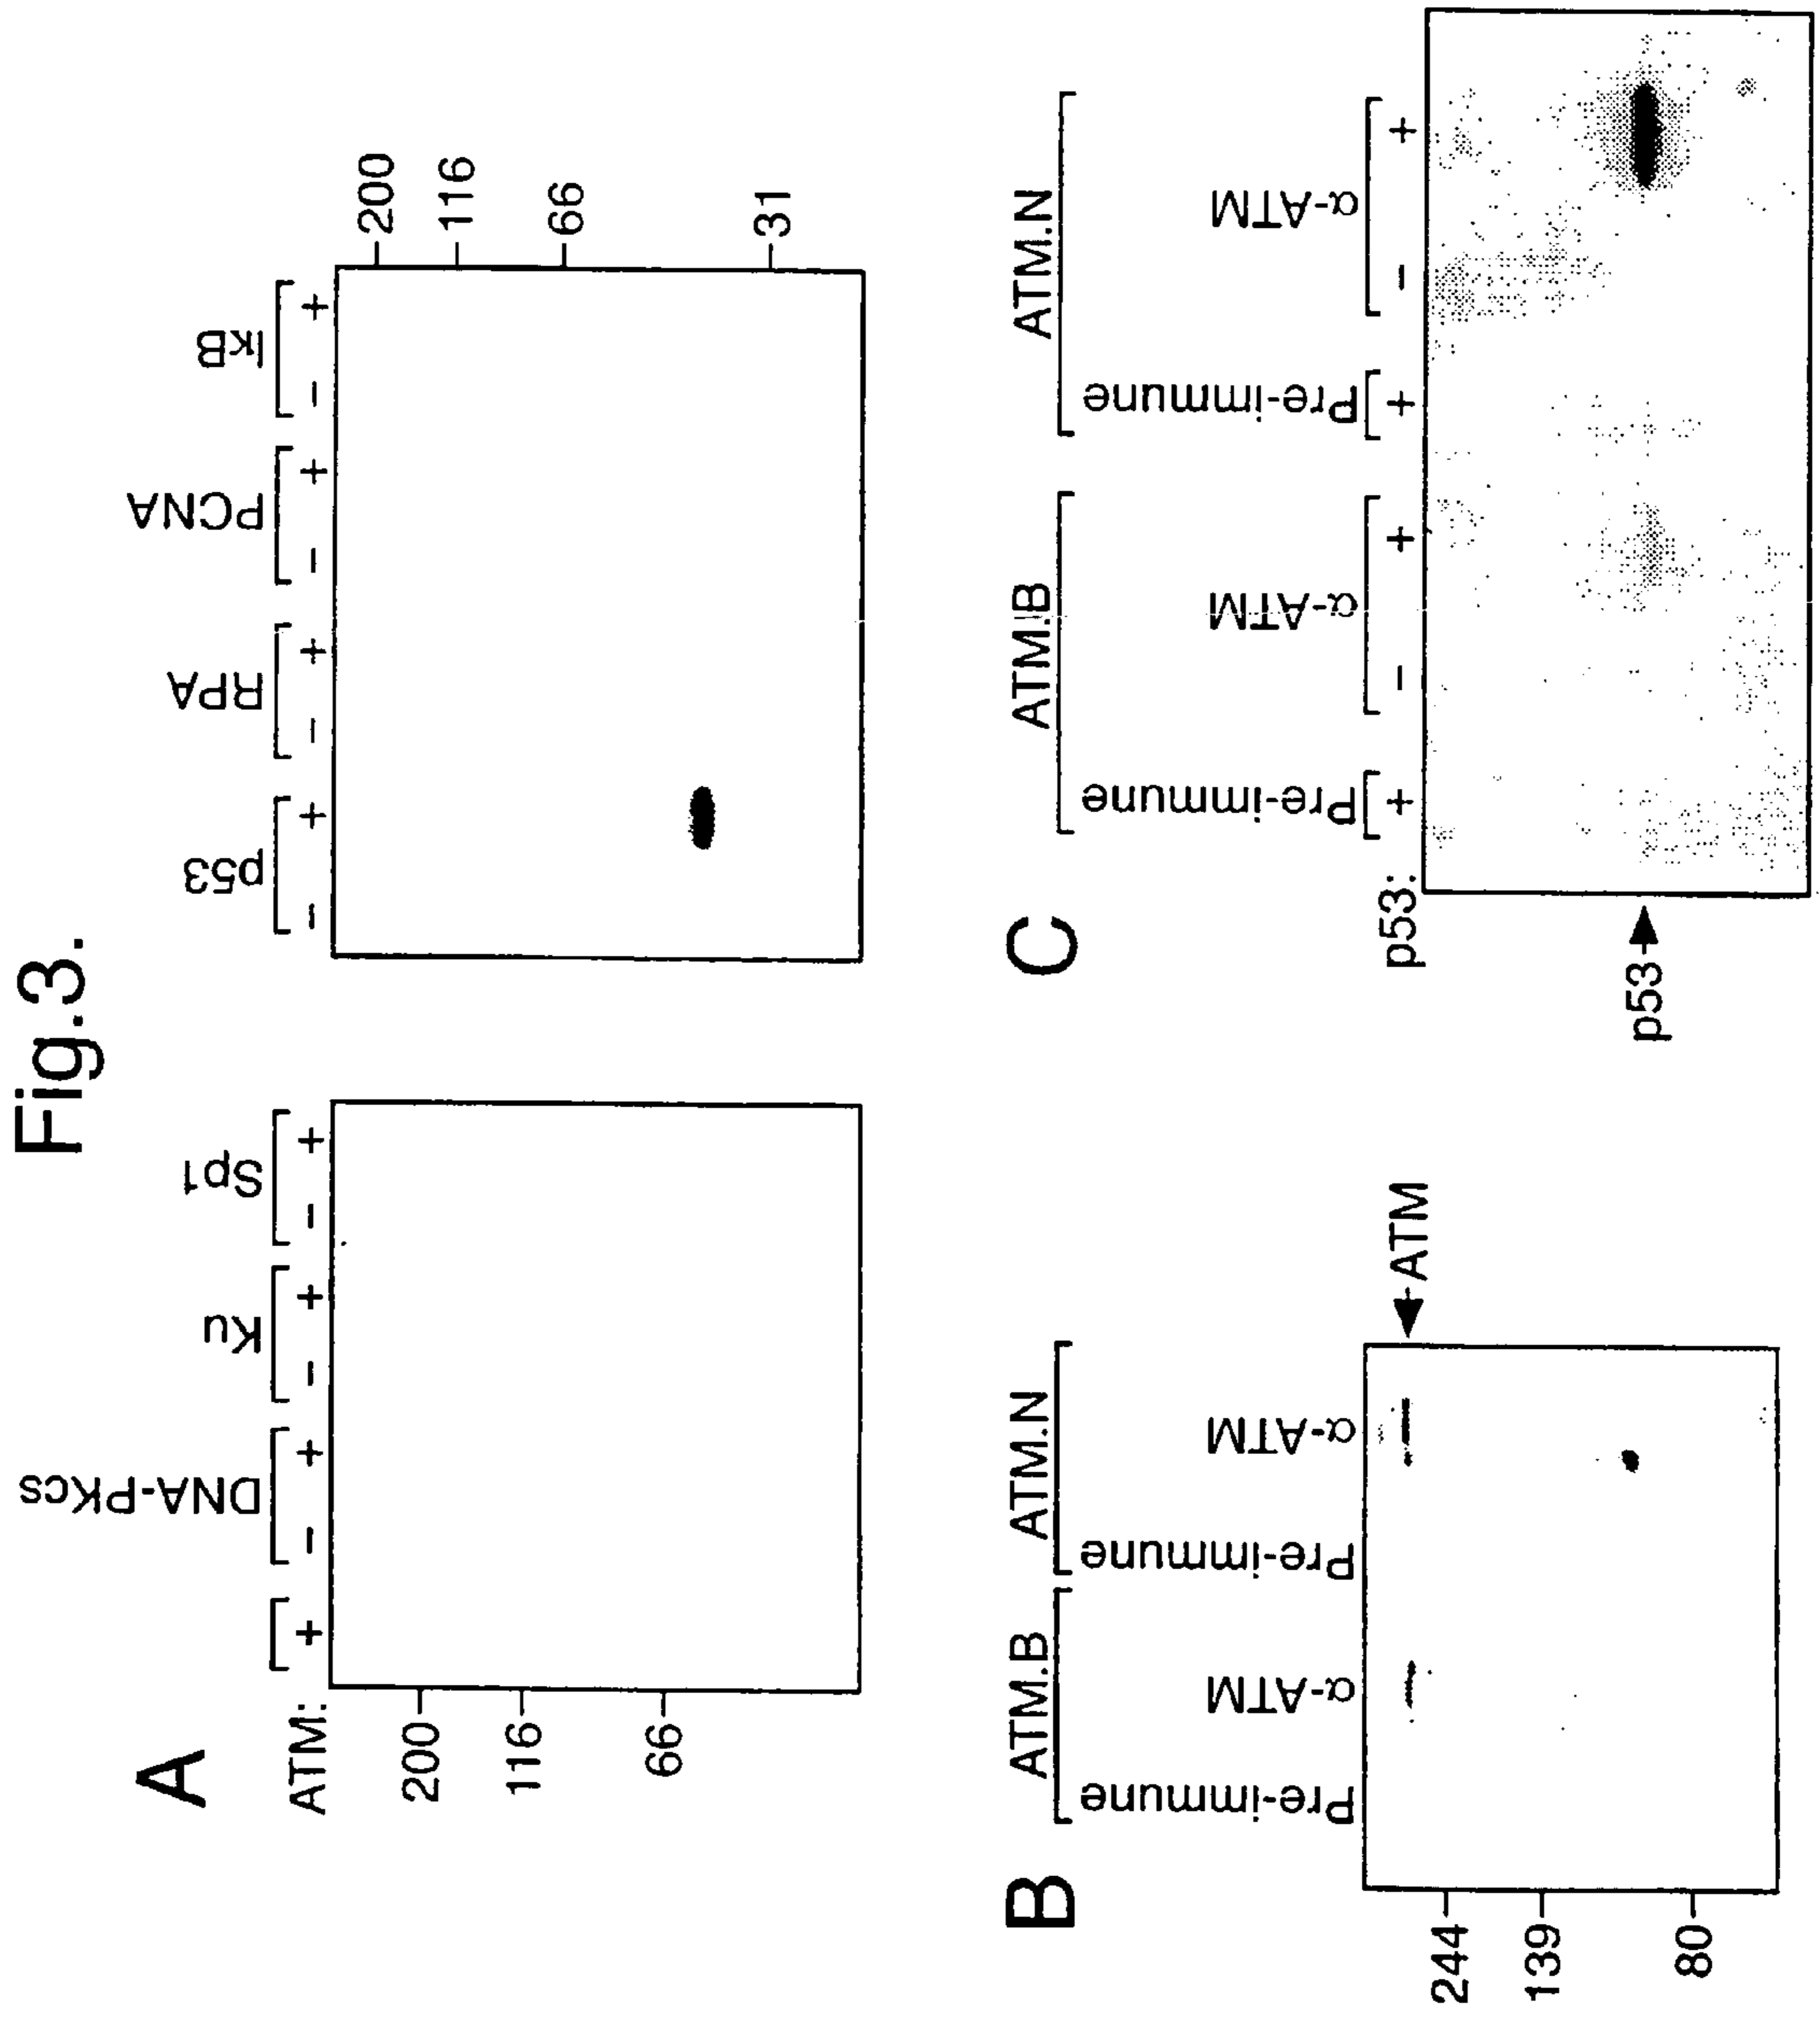 Fig.3.
A
DNA-PKcs Ku Sp1
ATM: + − + − + − +
200
116
66
p53 RPA PCNA IκB
− + − + − + − +
200
116
66
31
B
ATM.B ATM.N
Pre-immune α-ATM Pre-immune α-ATM
244
139
80
ATM
C
ATM.B ATM.N
Pre-immune α-ATM Pre-immune α-ATM
p53: + − + + − +
p53